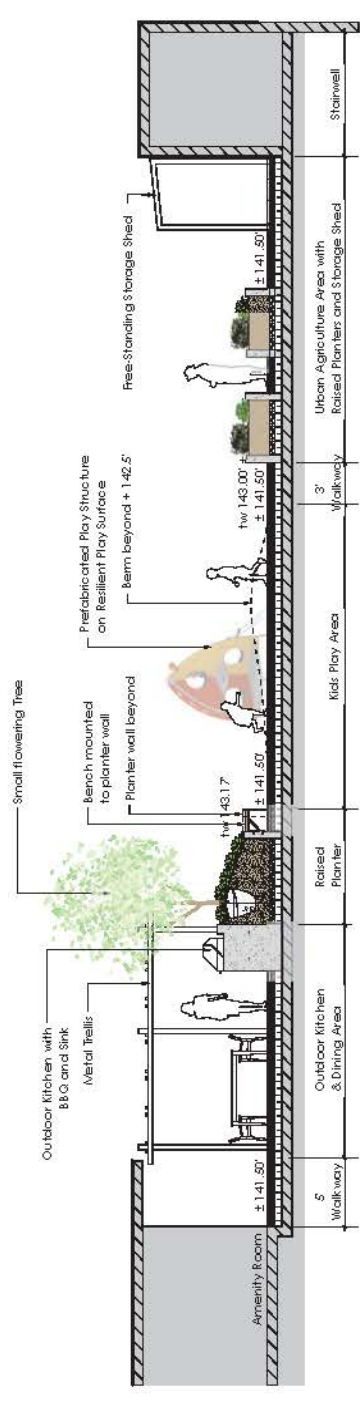 Small flowering Tree
Outdoor Kitchen with
BBQ and Sink
Metal Trellis
Bench mounted
to planter wall
Planter wall beyond
Prefabricated Play Structure
on Resilient Play Surface
Berm beyond + 142.5'
Free-Standing Storage Shed
tw 143.17
tw 143.00' ±
± 141.50'
± 141.50'
± 141.50'
± 141.50'
Amenity Room
5'
Walkway
Outdoor Kitchen
& Dining Area
Raised
Planter
Kids Play Area
3'
Walkway
Urban Agriculture Area with
Raised Planters and Storage Shed
Stairwell